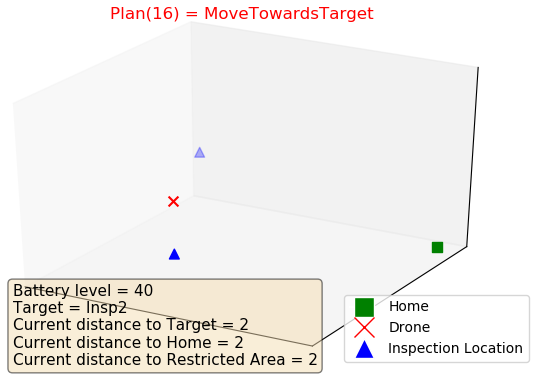 Plan(16) = MoveTowardsTarget
Battery level = 40
Target = Insp2
Current distance to Target = 2
Current distance to Home = 2
Current distance to Restricted Area = 2
Home
Drone
Inspection Location